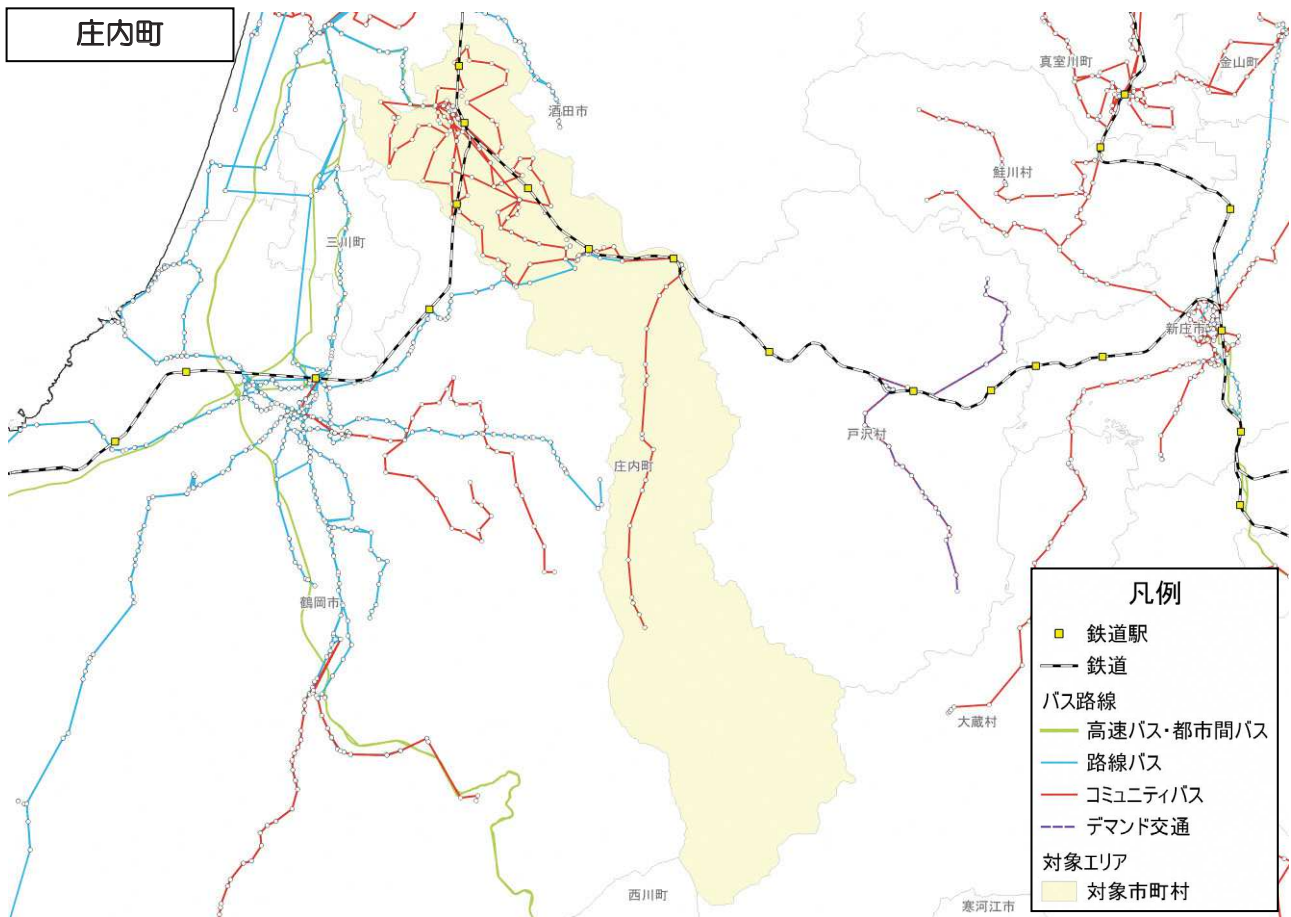 庄内町
真室川町
金山町
酒田市
鮭川村
三川町
新庄市
戸沢村
庄内町
鶴岡市
大蔵村
西川町
寒河江市
凡例
鉄道駅
鉄道
バス路線
高速バス・都市間バス
路線バス
コミュニティバス
デマンド交通
対象エリア
対象市町村